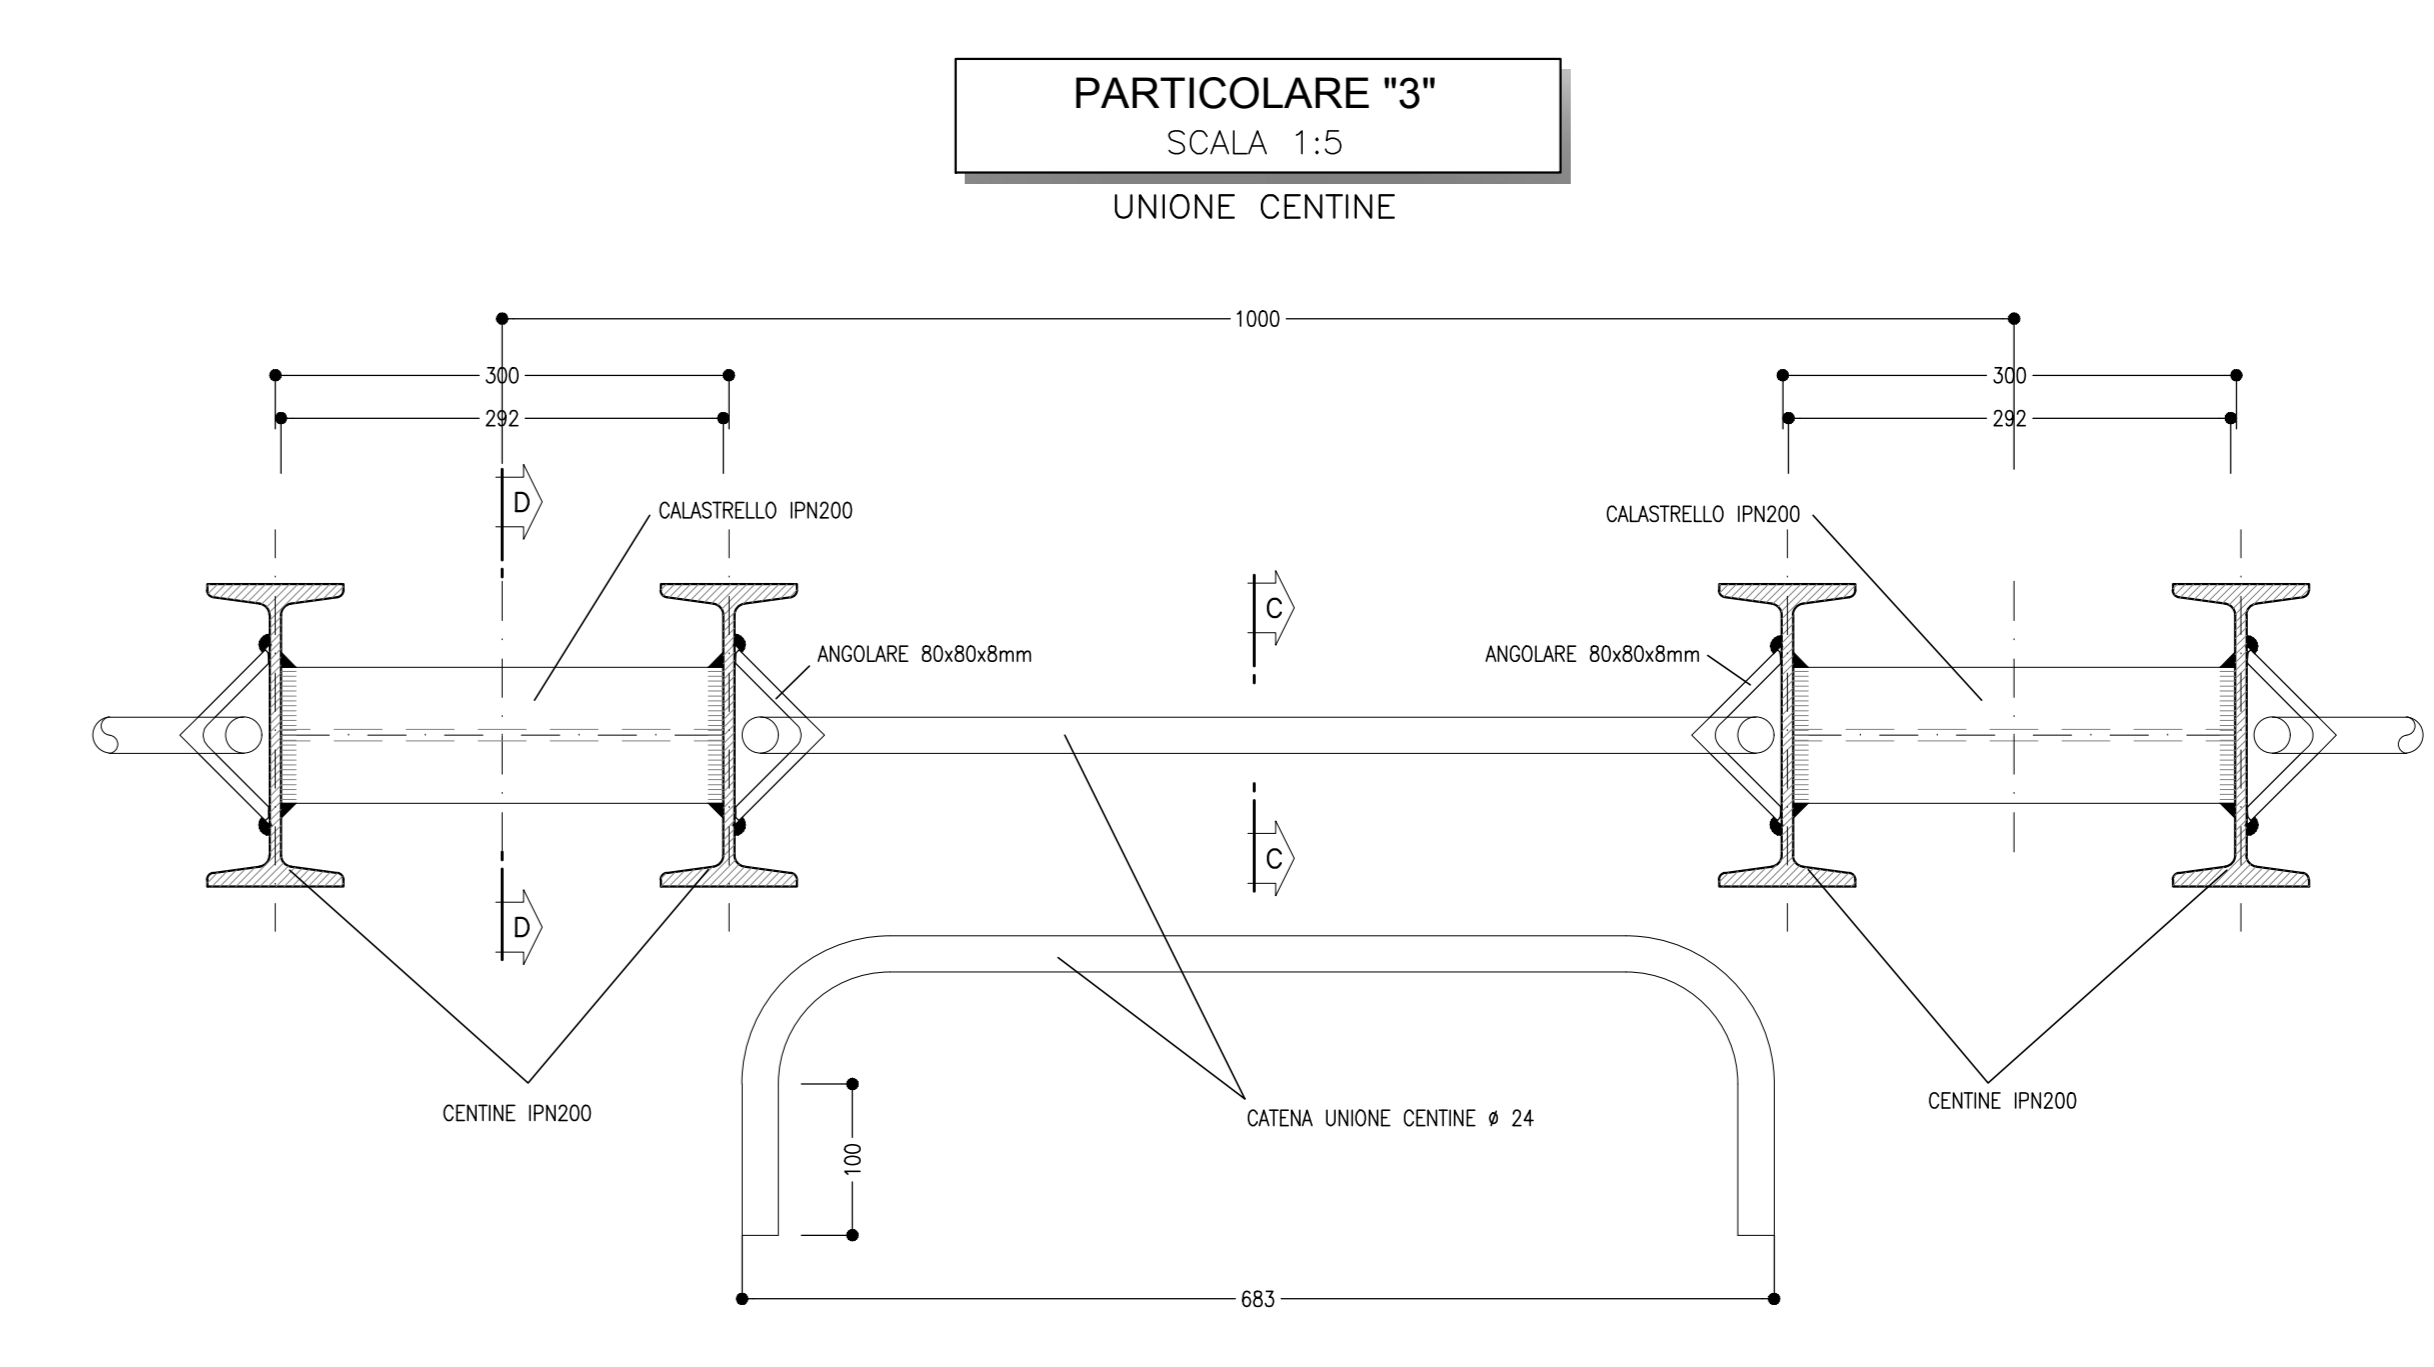 PARTICOLARE "3"
SCALA 1:5
UNIONE CENTINE
1000
300
300
292
292
D
CALASTRELLO IPN200
CALASTRELLO IPN200
C
C
ANGOLARE 80x80x8mm
ANGOLARE 80x80x8mm
D
CENTINE IPN200
CATENA UNIONE CENTINE ø 24
CENTINE IPN200
100
683